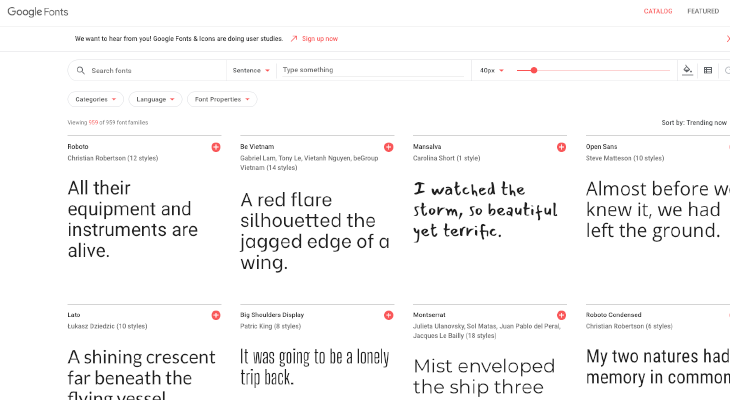 Google Fonts
CATALOG
FEATURED
We want to hear from you! Google Fonts & Icons are doing user studies.
Sign up now
Search fonts
Sentence
Type something
40px
Categories
Language
Font Properties
Viewing 959 of 959 font families
Sort by: Trending now
Roboto
Christian Robertson (12 styles)
All their
equipment and
instruments are
alive.
Be Vietnam
Gabriel Lam, Tony Le, Vietanh Nguyen, beGroup
Vietnam (14 styles)
A red flare
silhouetted the
jagged edge of a
wing.
Mansalva
Carolina Short (1 style)
I watched the
storm, so beautiful
yet terrific.
Open Sans
Steve Matteson (10 styles)
Almost before w
knew it, we had
left the ground.
Lato
Łukasz Dziedzic (10 styles)
A shining crescent
far beneath the
flying vessel
Big Shoulders Display
Patric King (8 styles)
It was going to be a lonely
trip back.
Montserrat
Julieta Ulanovsky, Sol Matas, Juan Pablo del Peral,
Jacques Le Bailly (18 styles)
Mist enveloped
the ship three
Roboto Condensed
Christian Robertson (6 styles)
My two natures had
memory in common